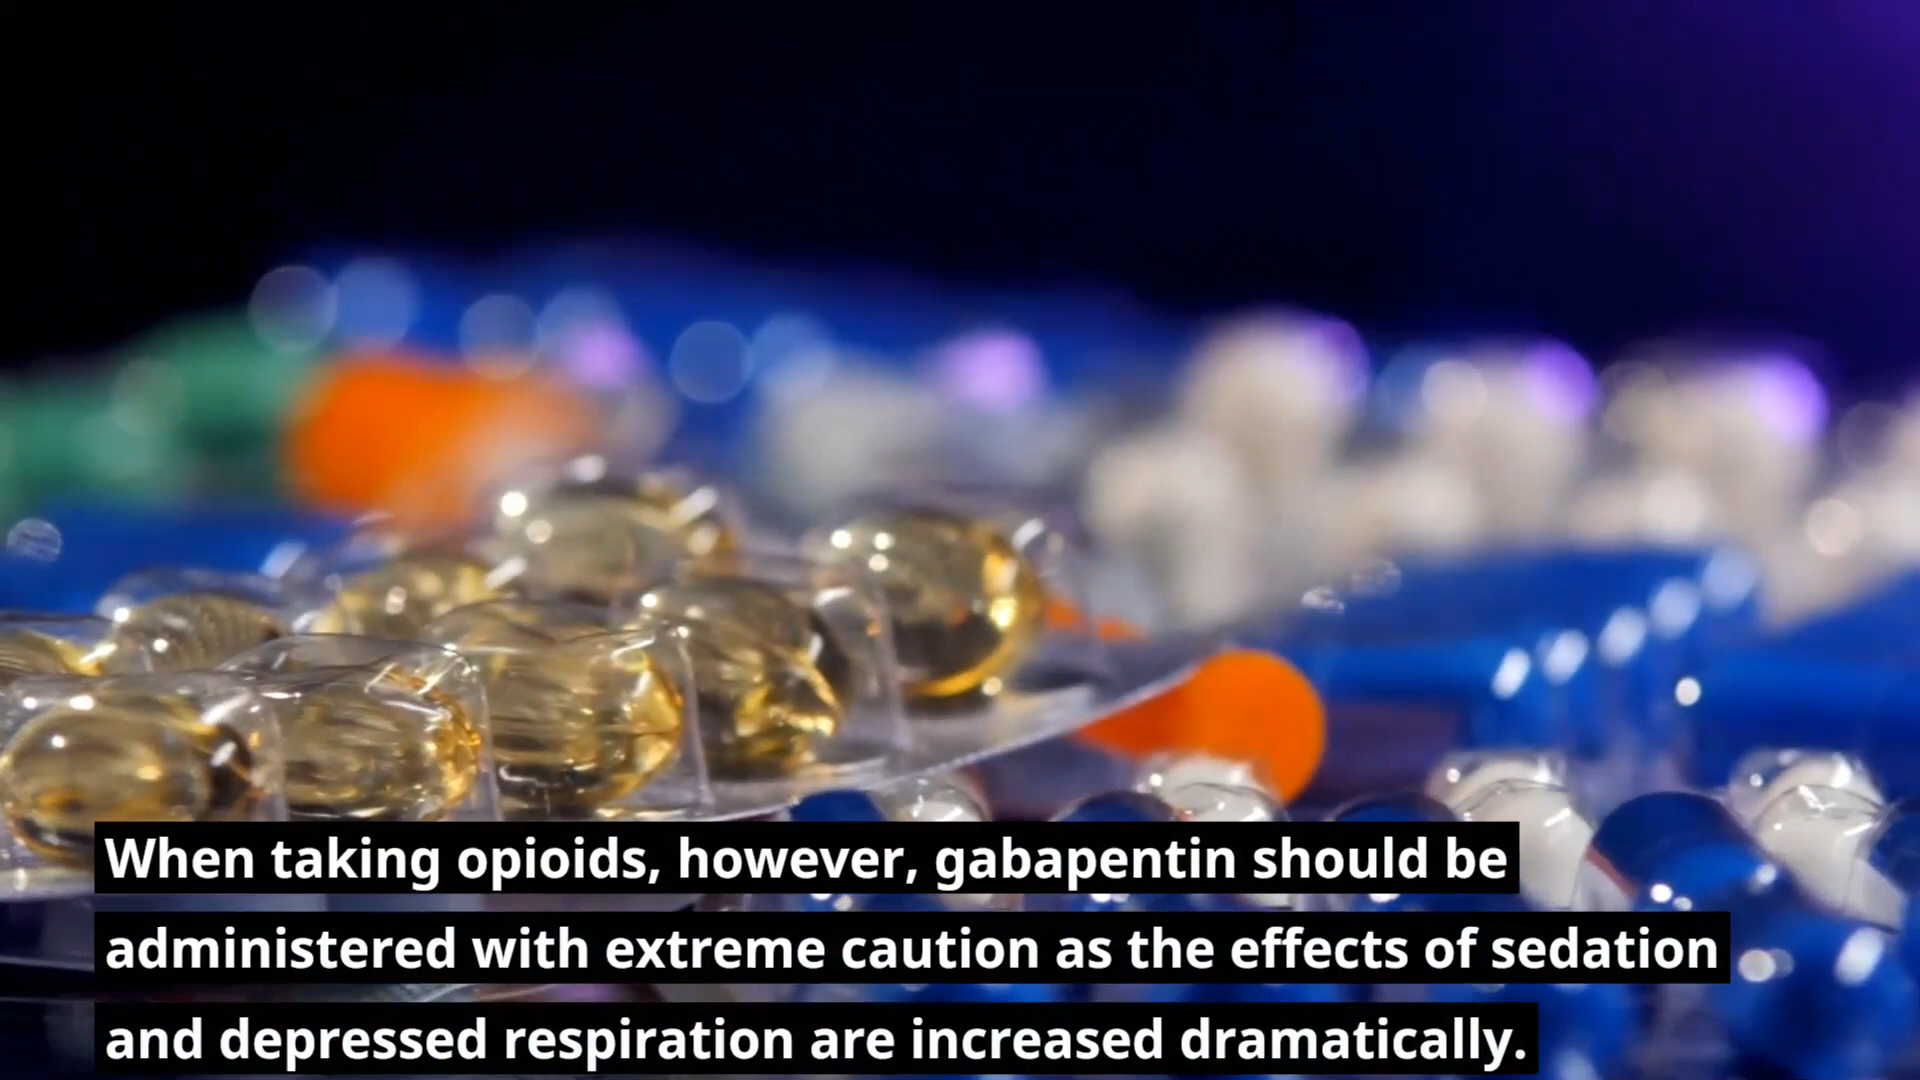 When taking opioids, however, gabapentin should be
administered with extreme caution as the effects of sedation
and depressed respiration are increased dramatically.